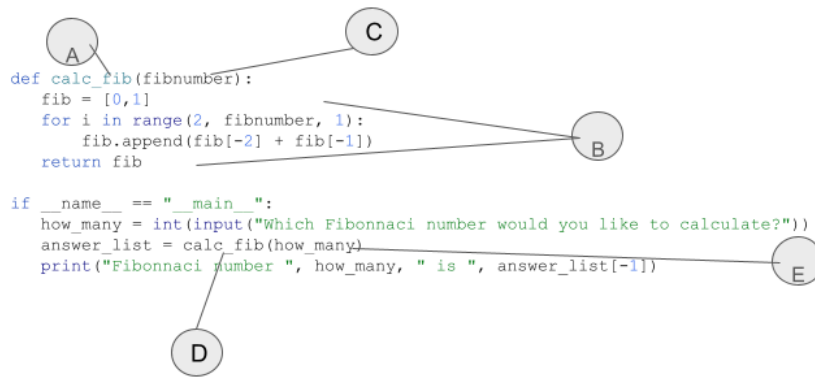 C
A
def calc_fib(fibnumber):
fib = [0,1]
for i in range(2, fibnumber, 1):
fib.append(fib[-2] + fib[-1])
B
return fib
if __name__ == "__main__":
how_many = int(input("Which Fibonnaci number would you like to calculate?"))
answer_list = calc_fib(how_many)
print("Fibonnaci number ", how_many, " is ", answer_list[-1])
E
D